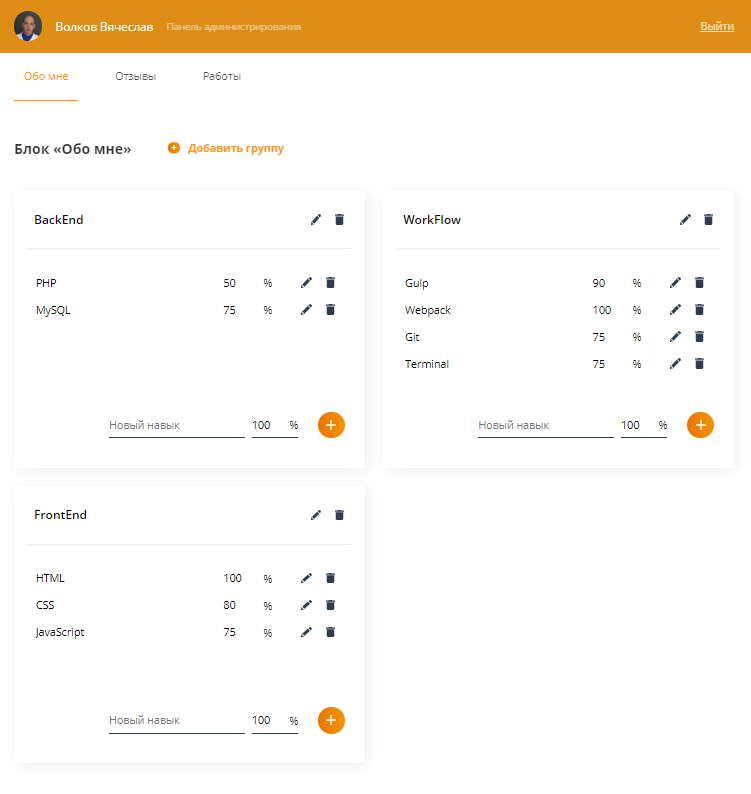 Волков Вячеслав Панель администрирования Выйти
Обо мне Отзывы Работы
Блок «Обо мне» Добавить группу
BackEnd
PHP 50 %
MySQL 75 %
Новый навык 100 %
WorkFlow
Gulp 90 %
Webpack 100 %
Git 75 %
Terminal 75 %
Новый навык 100 %
FrontEnd
HTML 100 %
CSS 80 %
JavaScript 75 %
Новый навык 100 %